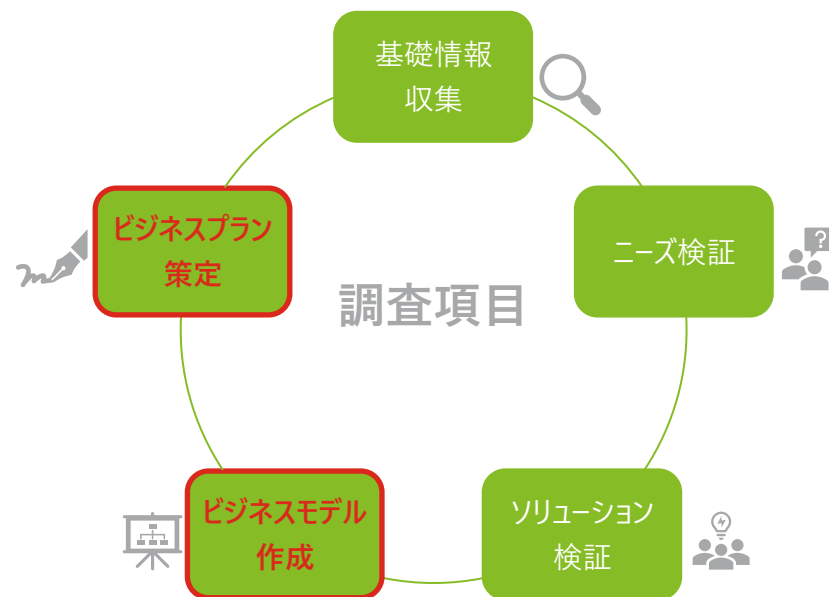 基礎情報
収集
ニーズ検証
ソリューション
検証
ビジネスモデル
作成
ビジネスプラン
策定
調査項目
?